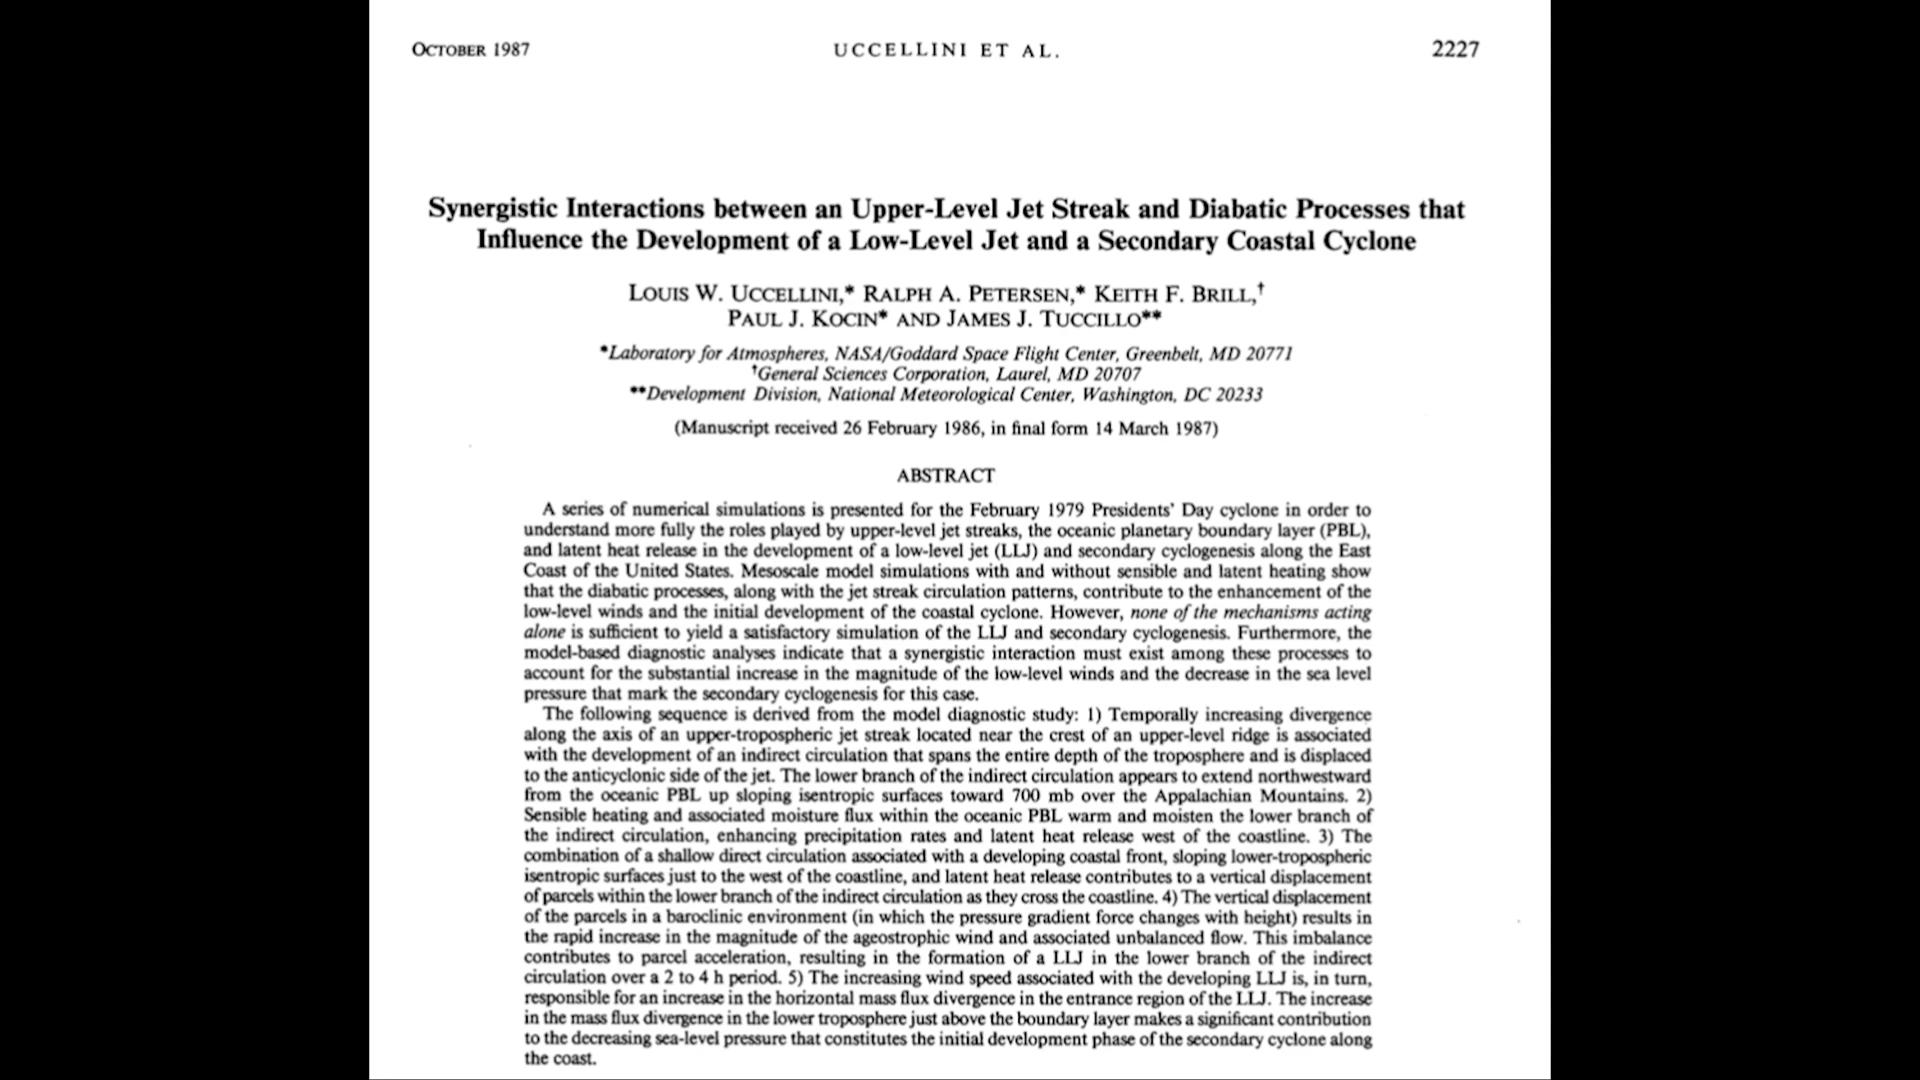 OCTOBER 1987
UCCELLINI ET AL.
2227
Synergistic Interactions between an Upper-Level Jet Streak and Diabatic Processes that
Influence the Development of a Low-Level Jet and a Secondary Coastal Cyclone
LOUIS W. UCCELLINI,* RALPH A. PETERSEN,* KEITH F. BRILL,†
PAUL J. KOCIN* AND JAMES J. TUCCILLO**
*Laboratory for Atmospheres, NASA/Goddard Space Flight Center, Greenbelt, MD 20771
†General Sciences Corporation, Laurel, MD 20707
**Development Division, National Meteorological Center, Washington, DC 20233
(Manuscript received 26 February 1986, in final form 14 March 1987)
ABSTRACT
A series of numerical simulations is presented for the February 1979 Presidents' Day cyclone in order to
understand more fully the roles played by upper-level jet streaks, the oceanic planetary boundary layer (PBL),
and latent heat release in the development of a low-level jet (LLJ) and secondary cyclogenesis along the East
Coast of the United States. Mesoscale model simulations with and without sensible and latent heating show
that the diabatic processes, along with the jet streak circulation patterns, contribute to the enhancement of the
low-level winds and the initial development of the coastal cyclone. However, none of the mechanisms acting
alone is sufficient to yield a satisfactory simulation of the LLJ and secondary cyclogenesis. Furthermore, the
model-based diagnostic analyses indicate that a synergistic interaction must exist among these processes to
account for the substantial increase in the magnitude of the low-level winds and the decrease in the sea level
pressure that mark the secondary cyclogenesis for this case.
The following sequence is derived from the model diagnostic study: 1) Temporally increasing divergence
along the axis of an upper-tropospheric jet streak located near the crest of an upper-level ridge is associated
with the development of an indirect circulation that spans the entire depth of the troposphere and is displaced
to the anticyclonic side of the jet. The lower branch of the indirect circulation appears to extend northwestward
from the oceanic PBL up sloping isentropic surfaces toward 700 mb over the Appalachian Mountains. 2)
Sensible heating and associated moisture flux within the oceanic PBL warm and moisten the lower branch of
the indirect circulation, enhancing precipitation rates and latent heat release west of the coastline. 3) The
combination of a shallow direct circulation associated with a developing coastal front, sloping lower-tropospheric
isentropic surfaces just to the west of the coastline, and latent heat release contributes to a vertical displacement
of parcels within the lower branch of the indirect circulation as they cross the coastline. 4) The vertical displacement
of the parcels in a baroclinic environment (in which the pressure gradient force changes with height) results in
the rapid increase in the magnitude of the ageostrophic wind and associated unbalanced flow. This imbalance
contributes to parcel acceleration, resulting in the formation of a LLJ in the lower branch of the indirect
circulation over a 2 to 4 h period. 5) The increasing wind speed associated with the developing LLJ is, in turn,
responsible for an increase in the horizontal mass flux divergence in the entrance region of the LLJ. The increase
in the mass flux divergence in the lower troposphere just above the boundary layer makes a significant contribution
to the decreasing sea-level pressure that constitutes the initial development phase of the secondary cyclone along
the coast.